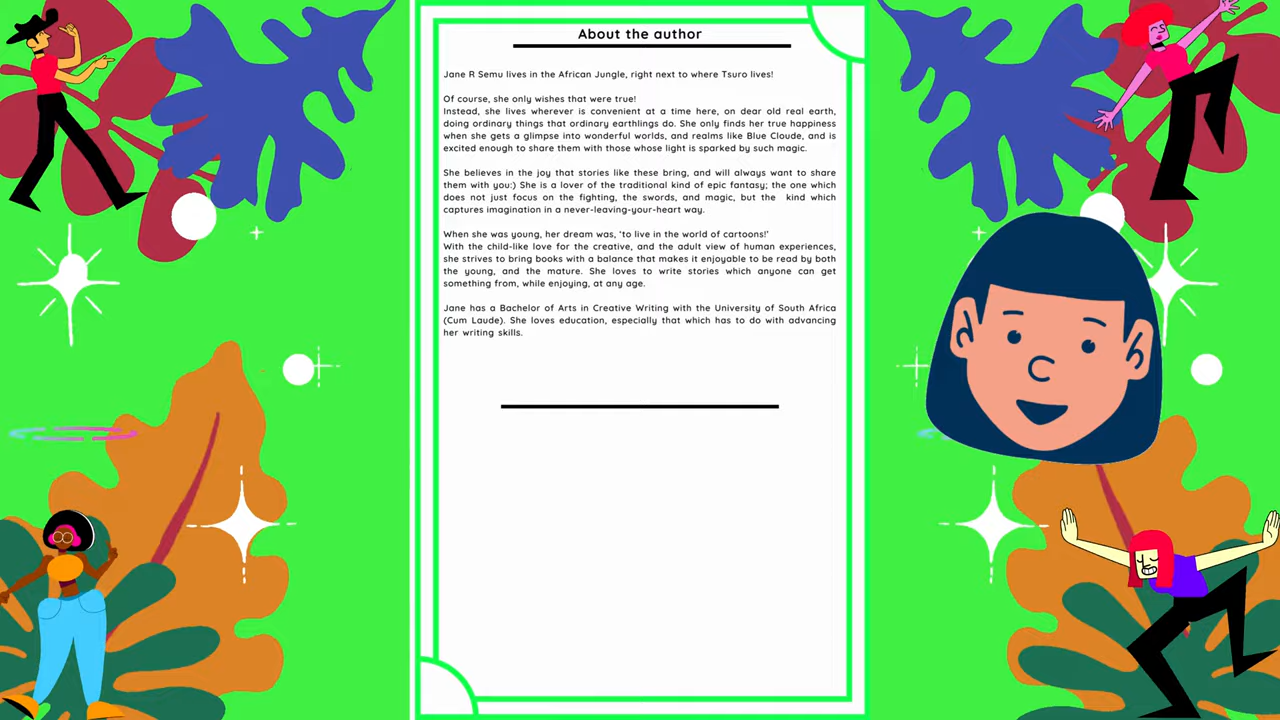 About the author
Jane R Semu lives in the African Jungle, right next to where Tsuro lives!
Of course, she only wishes that were true!
Instead, she lives wherever is convenient at a time here, on dear old real earth,
doing ordinary things that ordinary earthlings do. She only finds her true happiness
when she gets a glimpse into wonderful worlds, and realms like Blue Cloude, and is
excited enough to share them with those whose light is sparked by such magic.
She believes in the joy that stories like these bring, and will always want to share
them with you:) She is a lover of the traditional kind of epic fantasy; the one which
does not just focus on the fighting, the swords, and magic, but the kind which
captures imagination in a never-leaving-your-heart way.
When she was young, her dream was, 'to live in the world of cartoons!'
With the child-like love for the creative, and the adult view of human experiences,
she strives to bring books with a balance that makes it enjoyable to be read by both
the young, and the mature. She loves to write stories which anyone can get
something from, while enjoying, at any age.
Jane has a Bachelor of Arts in Creative Writing with the University of South Africa
(Cum Laude). She loves education, especially that which has to do with advancing
her writing skills.